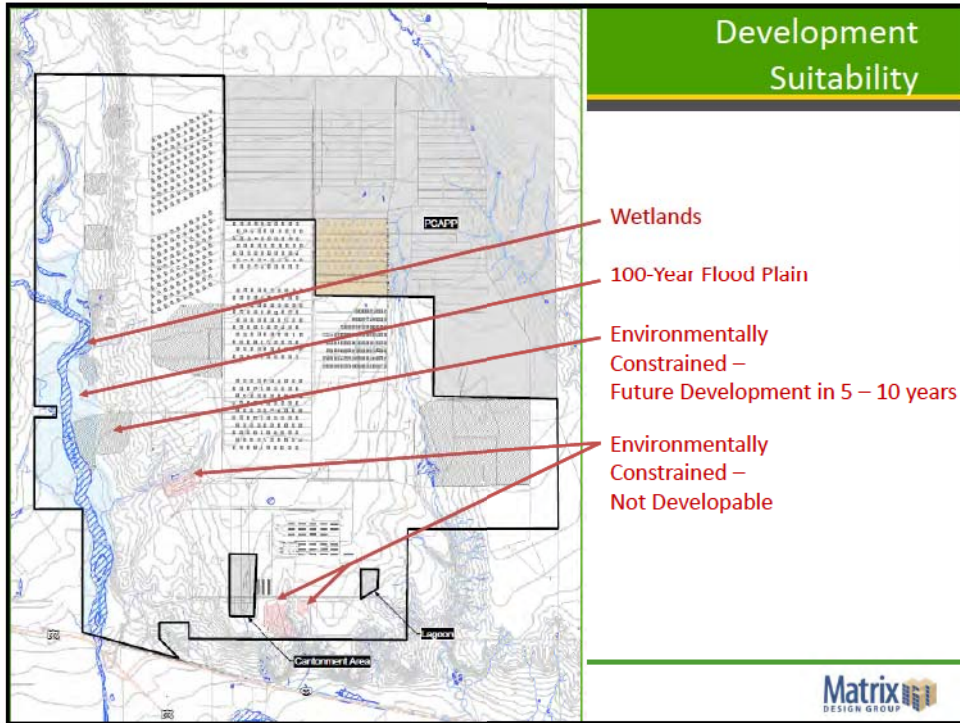 Development
Suitability
PCAPP
Wetlands
100-Year Flood Plain
Environmentally
Constrained –
Future Development in 5 – 10 years
Environmentally
Constrained –
Not Developable
Lagoon
Cantonment Area
Matrix
DESIGN GROUP